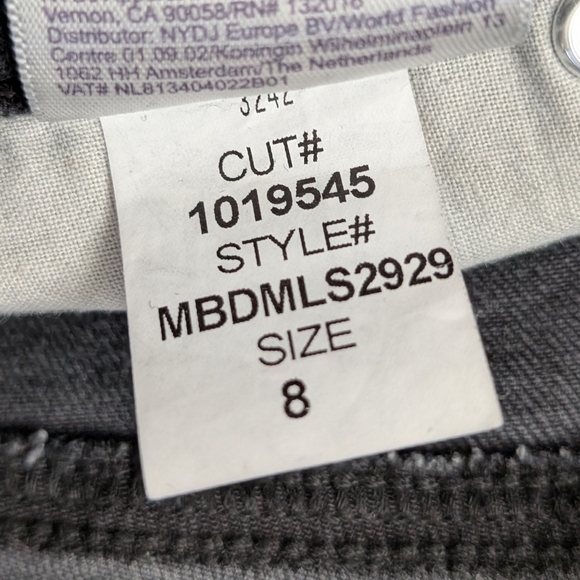 Vernon, CA 90058/RN# 132018
Distributor: NYDJ Europe BV/World Fashion
Centre 01.09.02/Koningin Wilhelminaplein 13
1062 HH Amsterdam/The Netherlands
VAT# NL813404022B01
3242
CUT#
1019545
STYLE#
MBDMLS2929
SIZE
8